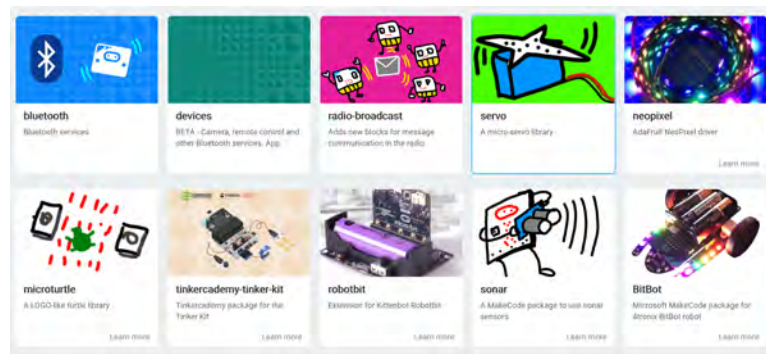 bluetooth
Bluetooth services
devices
BETA - Camera, remote control and
other Bluetooth services. App
radio-broadcast
Adds new blocks for message
communication in the radio
servo
A micro-servo library
neopixel
AdaFruit NeoPixel driver
Learn more
microturtle
A LOGO-like turtle library
Learn more
tinkercademy-tinker-kit
Tinkercademy package for the
Tinker Kit
Learn more
robotbit
Extension for Kittenbot Robotbit
Learn more
sonar
A MakeCode package to use sonar
sensors
Learn more
BitBot
Microsoft MakeCode package for
4tronix BitBot robot
Learn more